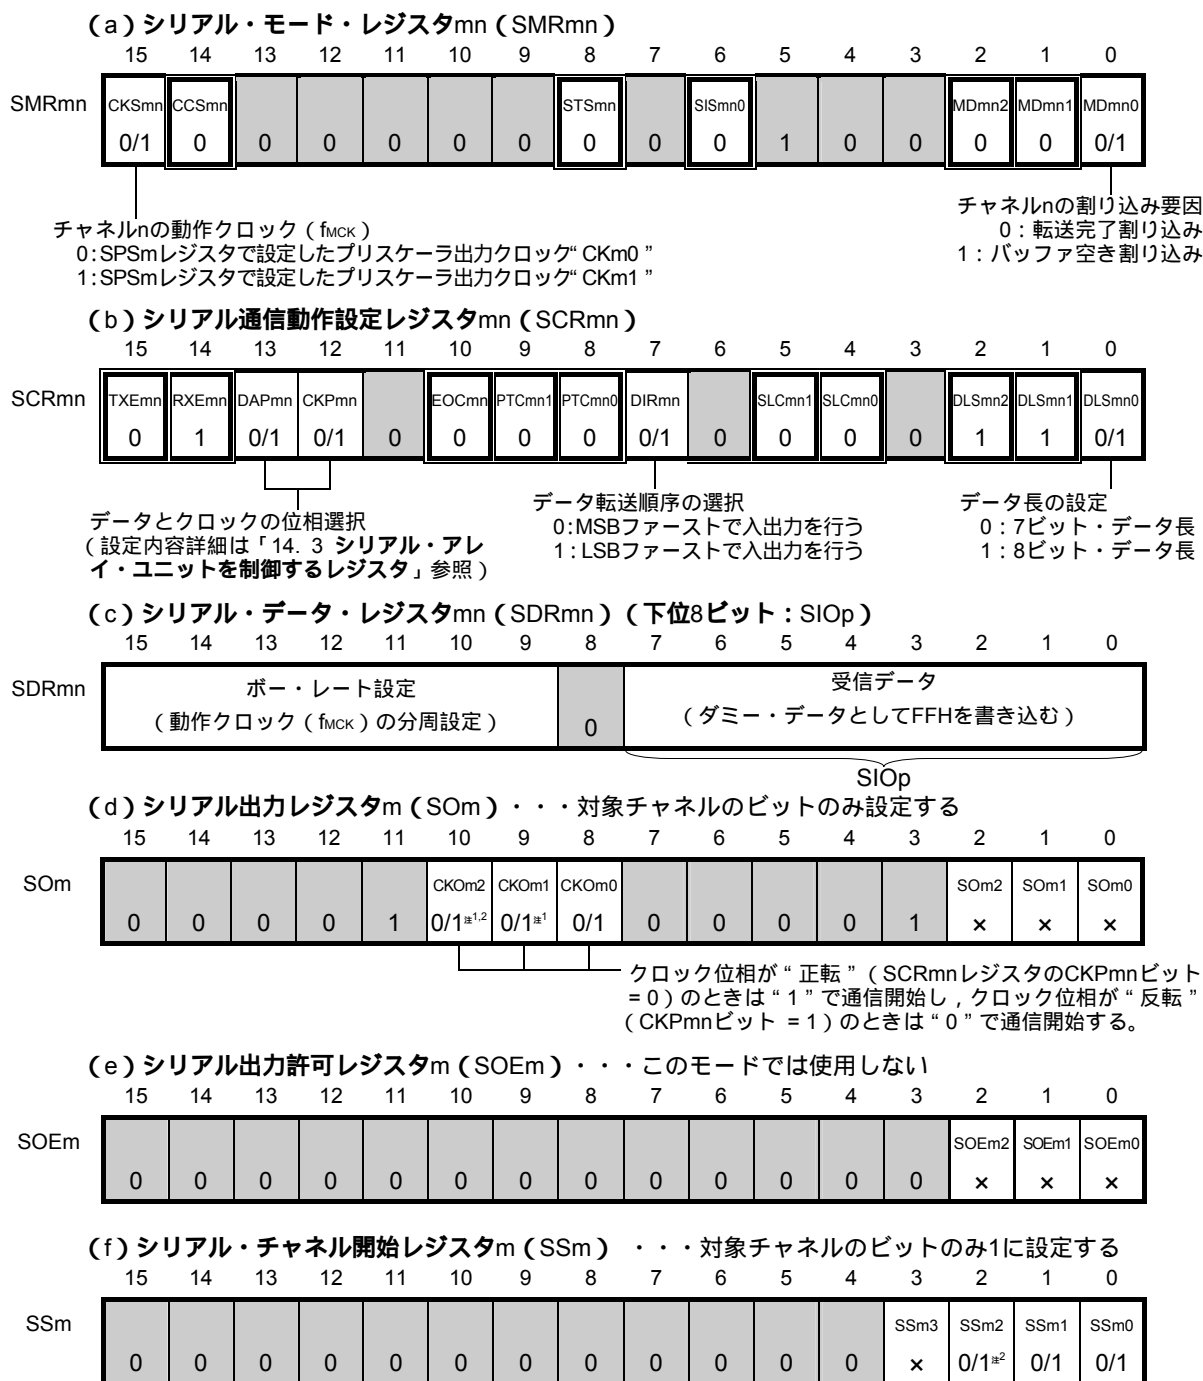 (a)シリアル・モード・レジスタmn(SMRmn)
15 14 13 12 11 10 9 8 7 6 5 4 3 2 1 0
SMRmn CKSmn CCSmn STSmn SISmn0 MDmn2 MDmn1 MDmn0
0/1 0 0 0 0 0 0 0 0 0 1 0 0 0 0 0/1
チャネルnの動作クロック(fMCK)
0:SPSmレジスタで設定したプリスケーラ出力クロック“CKm0”
1:SPSmレジスタで設定したプリスケーラ出力クロック“CKm1”
チャネルnの割り込み要因
0:転送完了割り込み
1:バッファ空き割り込み
(b)シリアル通信動作設定レジスタmn(SCRmn)
15 14 13 12 11 10 9 8 7 6 5 4 3 2 1 0
SCRmn TXEmn RXEmn DAPmn CKPmn EOCmn PTCmn1 PTCmn0 DIRmn SLCmn1 SLCmn0 DLSmn2 DLSmn1 DLSmn0
0 1 0/1 0/1 0 0 0 0 0/1 0 0 0 0 1 1 0/1
データとクロックの位相選択
(設定内容詳細は「14. 3 シリアル・アレ
イ・ユニットを制御するレジスタ」参照)
データ転送順序の選択
0:MSBファーストで入出力を行う
1:LSBファーストで入出力を行う
データ長の設定
0:7ビット・データ長
1:8ビット・データ長
(c)シリアル・データ・レジスタmn(SDRmn)(下位8ビット:SIOp)
15 14 13 12 11 10 9 8 7 6 5 4 3 2 1 0
SDRmn
ボー・レート設定
(動作クロック(fMCK)の分周設定)
0
受信データ
(ダミー・データとしてFFHを書き込む)
SIOp
(d)シリアル出力レジスタm(SOm)・・・対象チャネルのビットのみ設定する
15 14 13 12 11 10 9 8 7 6 5 4 3 2 1 0
SOm CKOm2 CKOm1 CKOm0 SOm2 SOm1 SOm0
0 0 0 0 1 0/1注1,2 0/1注1 0/1 0 0 0 0 1 × × ×
クロック位相が“正転”(SCRmnレジスタのCKPmnビット
=0)のときは“1”で通信開始し,クロック位相が“反転”
(CKPmnビット =1)のときは“0”で通信開始する。
(e)シリアル出力許可レジスタm(SOEm)・・・このモードでは使用しない
15 14 13 12 11 10 9 8 7 6 5 4 3 2 1 0
SOEm SOEm2 SOEm1 SOEm0
0 0 0 0 0 0 0 0 0 0 0 0 0 × × ×
(f)シリアル・チャネル開始レジスタm(SSm) ・・・対象チャネルのビットのみ1に設定する
15 14 13 12 11 10 9 8 7 6 5 4 3 2 1 0
SSm SSm3 SSm2 SSm1 SSm0
0 0 0 0 0 0 0 0 0 0 0 0 × 0/1注2 0/1 0/1